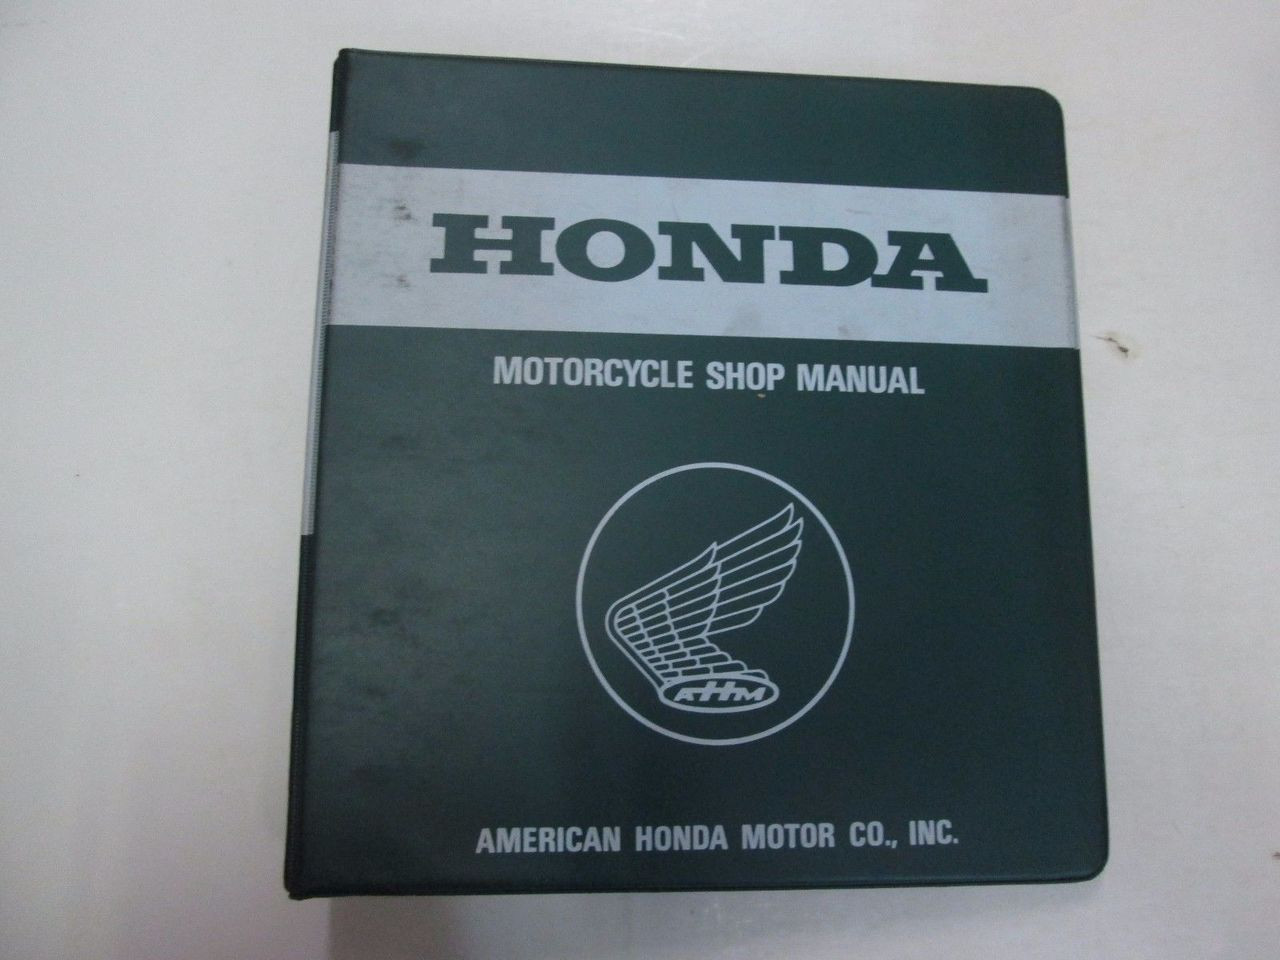 HONDA
MOTORCYCLE SHOP MANUAL
AHM
AMERICAN HONDA MOTOR CO., INC.